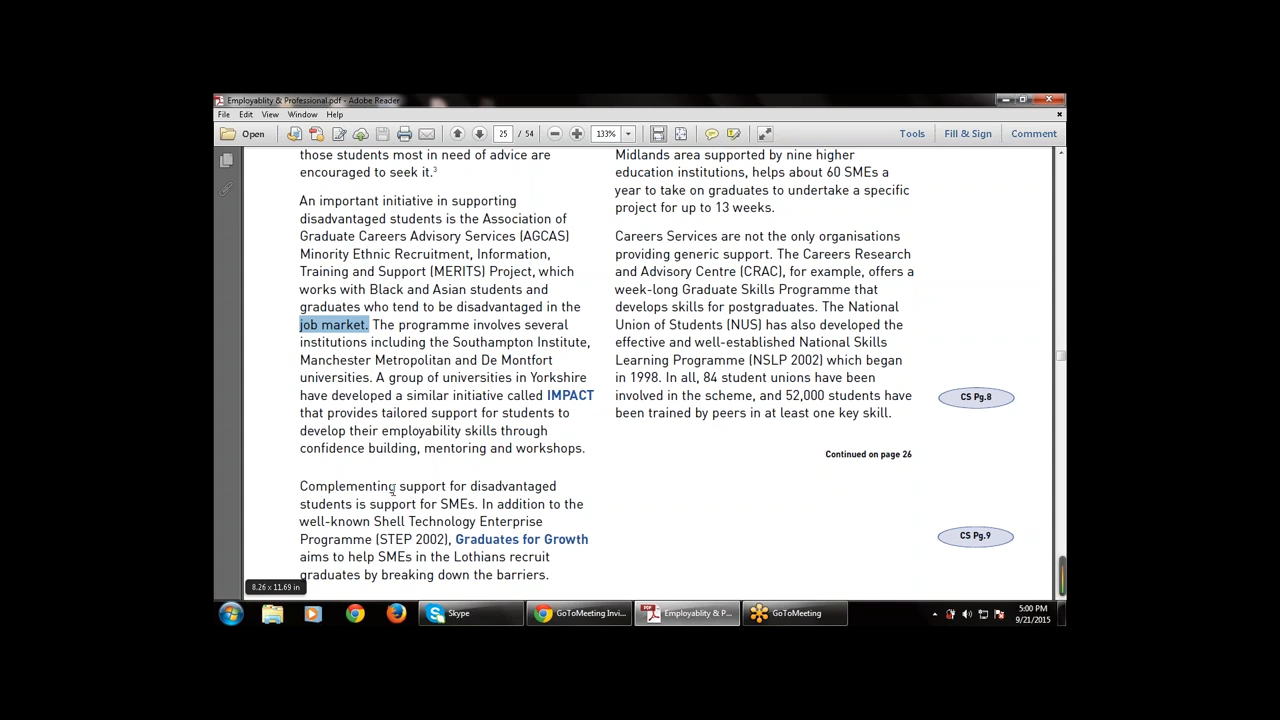 Employablity & Professional.pdf - Adobe Reader
File Edit View Window Help
Open 25 / 54 133% Tools Fill & Sign Comment
those students most in need of advice are
encouraged to seek it.3
An important initiative in supporting
disadvantaged students is the Association of
Graduate Careers Advisory Services (AGCAS)
Minority Ethnic Recruitment, Information,
Training and Support (MERITS) Project, which
works with Black and Asian students and
graduates who tend to be disadvantaged in the
job market. The programme involves several
institutions including the Southampton Institute,
Manchester Metropolitan and De Montfort
universities. A group of universities in Yorkshire
have developed a similar initiative called IMPACT
that provides tailored support for students to
develop their employability skills through
confidence building, mentoring and workshops.
Complementing support for disadvantaged
students is support for SMEs. In addition to the
well-known Shell Technology Enterprise
Programme (STEP 2002), Graduates for Growth
aims to help SMEs in the Lothians recruit
graduates by breaking down the barriers.
Midlands area supported by nine higher
education institutions, helps about 60 SMEs a
year to take on graduates to undertake a specific
project for up to 13 weeks.
Careers Services are not the only organisations
providing generic support. The Careers Research
and Advisory Centre (CRAC), for example, offers a
week-long Graduate Skills Programme that
develops skills for postgraduates. The National
Union of Students (NUS) has also developed the
effective and well-established National Skills
Learning Programme (NSLP 2002) which began
in 1998. In all, 84 student unions have been
involved in the scheme, and 52,000 students have
been trained by peers in at least one key skill.
Continued on page 26
CS Pg.8
CS Pg.9
8.26 x 11.69 in
Skype
GoToMeeting Invi...
Employablity & P...
GoToMeeting
5:00 PM
9/21/2015